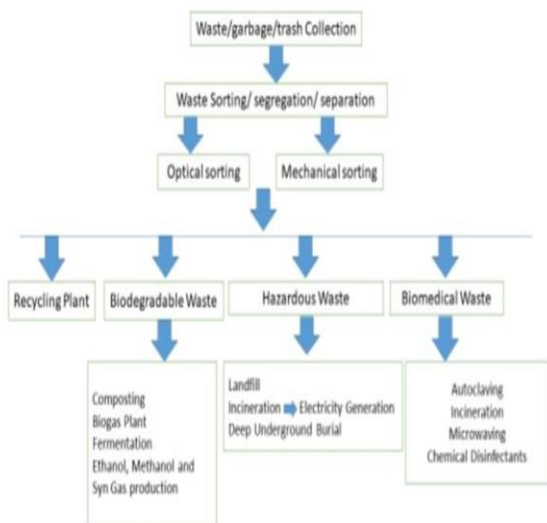 Waste/garbage/trash Collection
Waste Sorting/ segregation/ separation
Optical sorting
Mechanical sorting
Recycling Plant
Biodegradable Waste
Hazardous Waste
Biomedical Waste
Composting
Biogas Plant
Fermentation
Ethanol, Methanol and
Syn Gas production
Landfill
Incineration Electricity Generation
Deep Underground Burial
Autoclaving
Incineration
Microwaving
Chemical Disinfectants